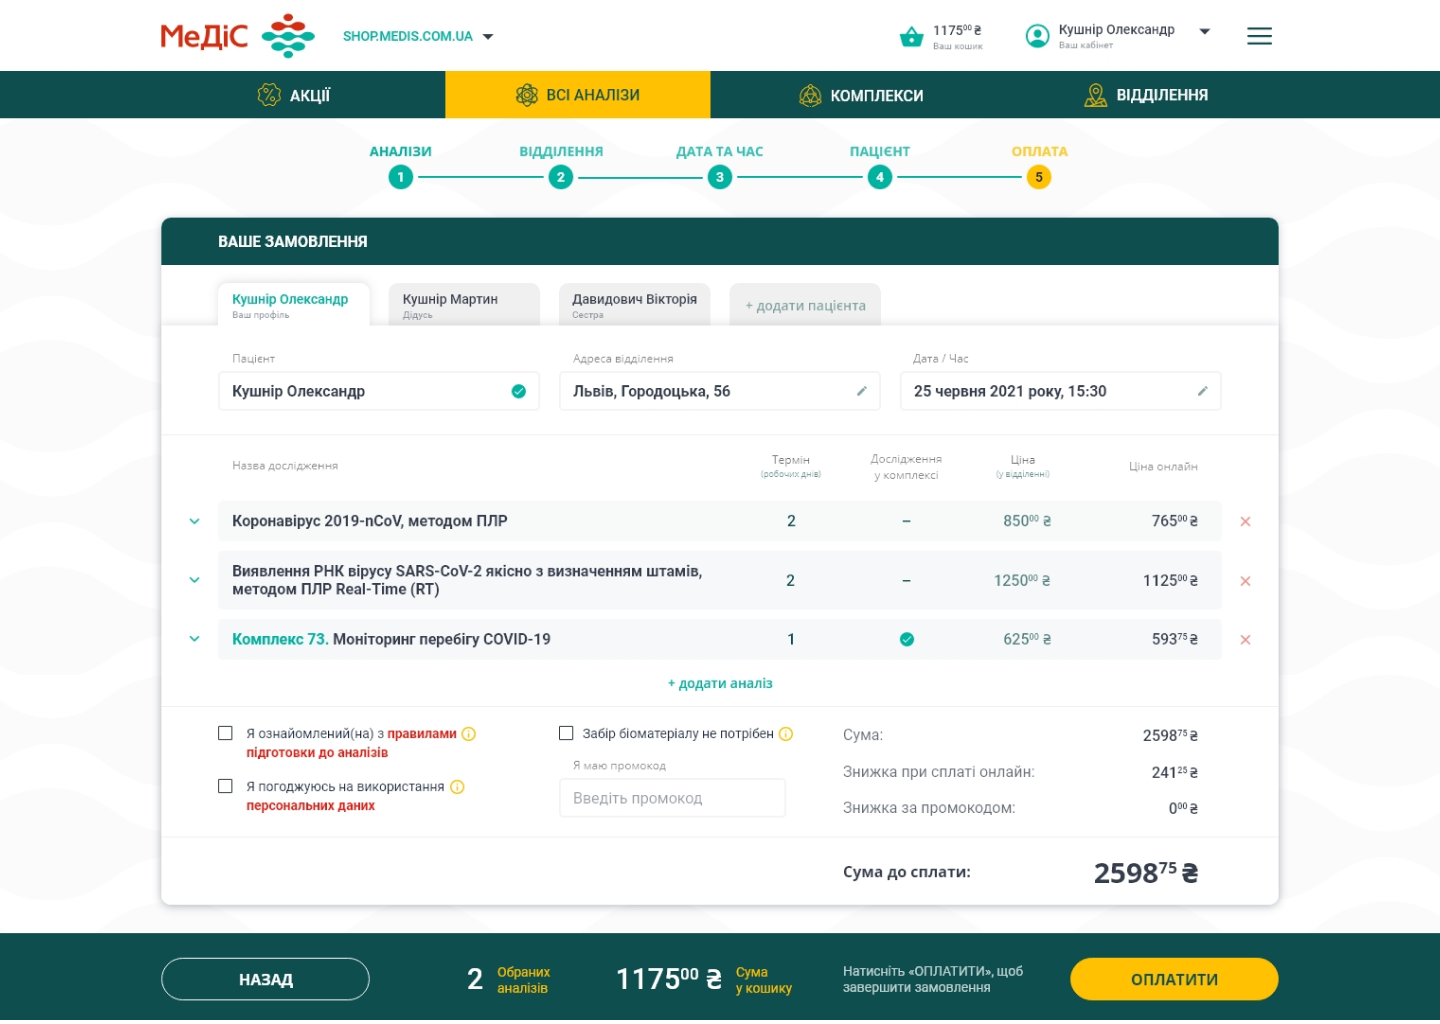 МеДіС
SHOP.MEDIS.COM.UA
1175⁰⁰ ₴
Ваш кошик
Кушнір Олександр
Ваш кабінет
АКЦІЇ
ВСІ АНАЛІЗИ
КОМПЛЕКСИ
ВІДДІЛЕННЯ
АНАЛІЗИ
ВІДДІЛЕННЯ
ДАТА ТА ЧАС
ПАЦІЄНТ
ОПЛАТА
1
2
3
4
5
ВАШЕ ЗАМОВЛЕННЯ
Кушнір Олександр
Ваш профіль
Кушнір Мартин
Дідусь
Давидович Вікторія
Сестра
+ додати пацієнта
Пацієнт
Адреса відділення
Дата / Час
Кушнір Олександр
Львів, Городоцька, 56
25 червня 2021 року, 15:30
Назва дослідження
Термін
(робочих днів)
Дослідження
у комплексі
Ціна
(у відділенні)
Ціна онлайн
Коронавірус 2019-nCoV, методом ПЛР 2 – 850⁰⁰ ₴ 765⁰⁰ ₴
Виявлення РНК вірусу SARS-CoV-2 якісно з визначенням штамів,
методом ПЛР Real-Time (RT)
2 – 1250⁰⁰ ₴ 1125⁰⁰ ₴
Комплекс 73. Моніторинг перебігу COVID-19 1 625⁰⁰ ₴ 593⁷⁵ ₴
+ додати аналіз
Я ознайомлений(на) з правилами
підготовки до аналізів
Я погоджуюсь на використання
персональних даних
Забір біоматеріалу не потрібен
Я маю промокод
Введіть промокод
Сума: 2598⁷⁵ ₴
Знижка при сплаті онлайн: 241²⁵ ₴
Знижка за промокодом: 0⁰⁰ ₴
Сума до сплати: 2598⁷⁵ ₴
НАЗАД
2
Обраних
аналізів
1175⁰⁰ ₴
Сума
у кошику
Натисніть «ОПЛАТИТИ», щоб
завершити замовлення
ОПЛАТИТИ